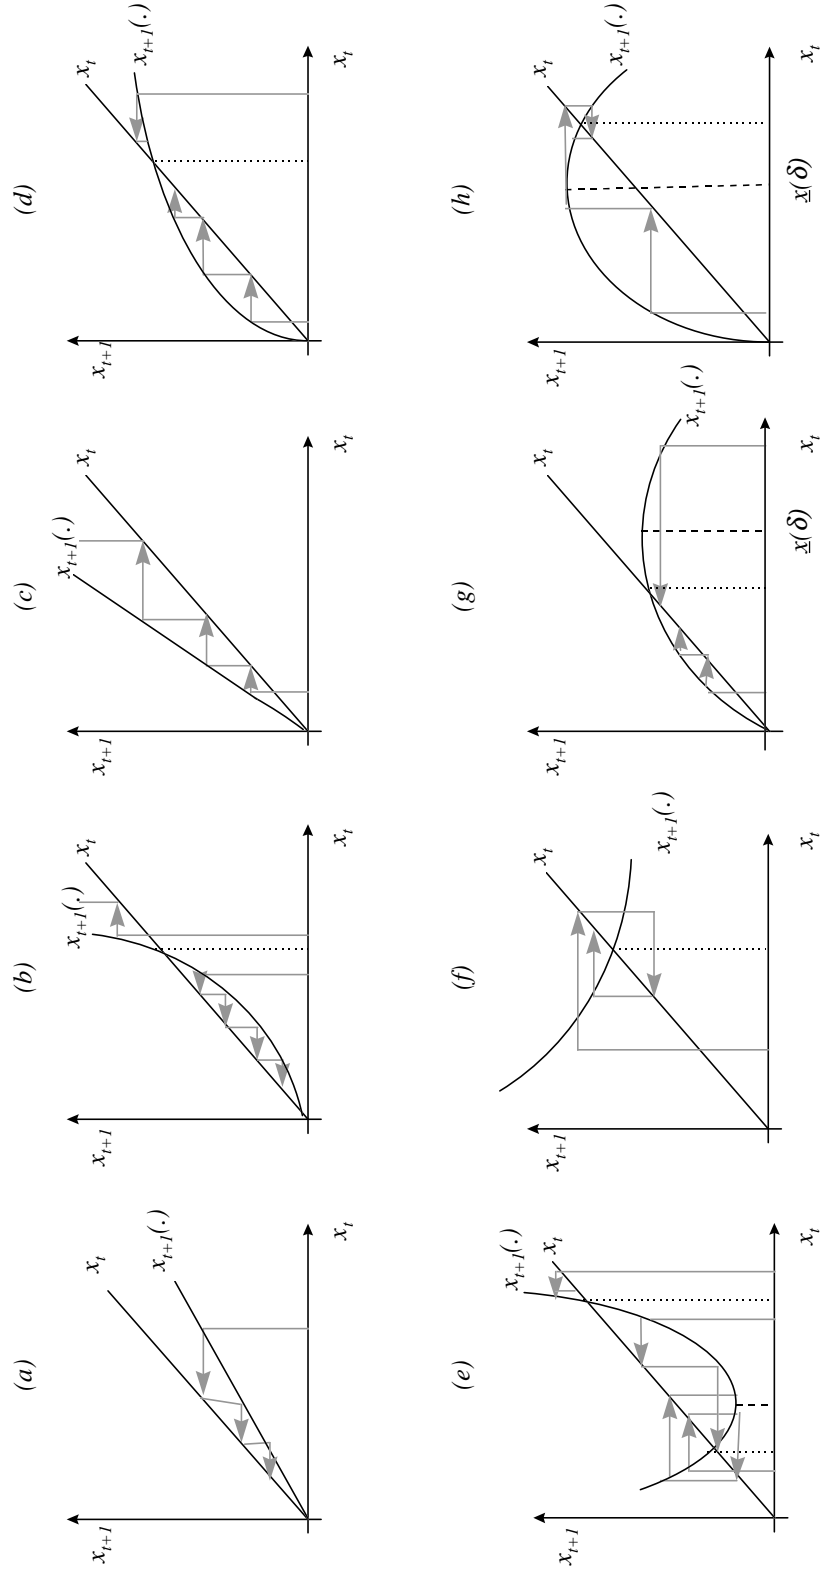 (a)
x_{t+1}
x_t
x_{t+1}(.)
x_t
(b)
x_{t+1}
x_{t+1}(.)
x_t
x_t
(c)
x_{t+1}
x_{t+1}(.)
x_t
x_t
(d)
x_{t+1}
x_t
x_{t+1}(.)
x_t
(e)
x_{t+1}
x_{t+1}(.)
x_t
x_t
(f)
x_{t+1}
x_t
x_{t+1}(.)
x_t
(g)
x_{t+1}
x_t
x_{t+1}(.)
x(δ)
x_t
(h)
x_{t+1}
x_t
x_{t+1}(.)
x(δ)
x_t